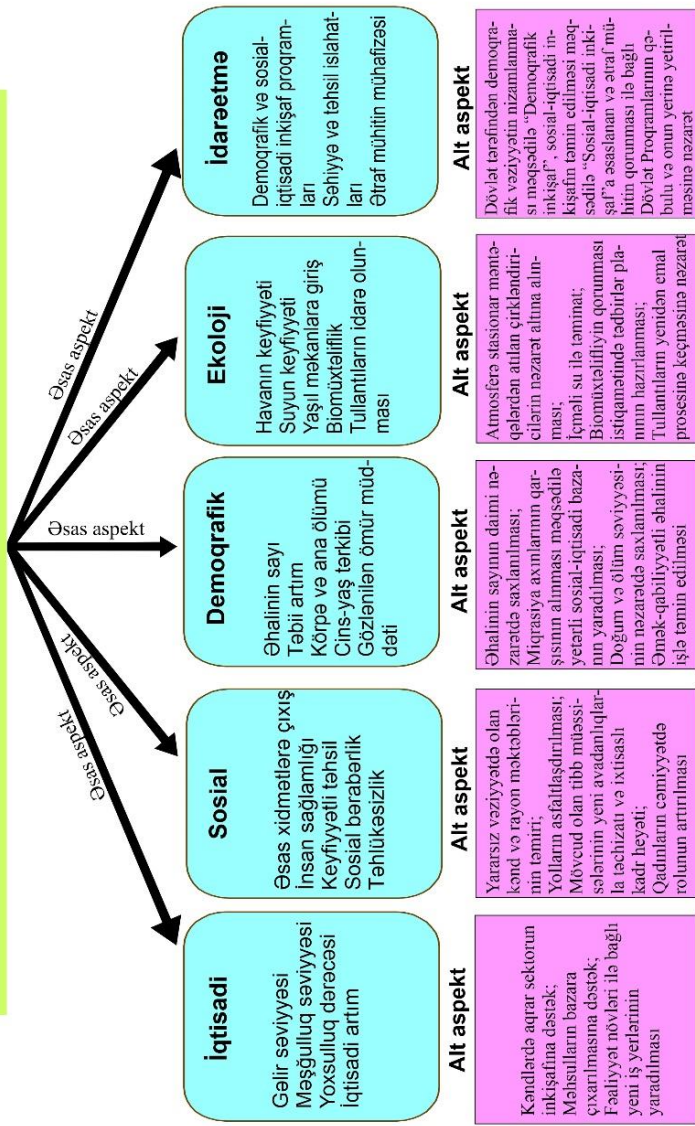 Əsas aspekt
Əsas aspekt
Əsas aspekt
Əsas aspekt
Əsas aspekt
İqtisadi
Gəlir səviyyəsi
Məşğulluq səviyyəsi
Yoxsulluq dərəcəsi
İqtisadi artım
Alt aspekt
Kəndlərdə aqrar sektorun
inkişafına dəstək;
Məhsulların bazara
çıxarılmasına dəstək;
Fəaliyyət növləri ilə bağlı
yeni iş yerlərinin
yaradılması
Sosial
Əsas xidmətlərə çıxış
İnsan sağlamlığı
Keyfiyyətli təhsil
Sosial bərabərlik
Təhlükəsizlik
Alt aspekt
Yararsız vəziyyətdə olan
kənd və rayon məktəbləri-
nin təmiri;
Yolların asfaltlaşdırılması;
Mövcud olan tibb müəssi-
sələrinin yeni avadanlıqlar-
la təchizatı və ixtisaslı
kadr heyəti;
Qadınların cəmiyyətdə
rolunun artırılması
Demoqrafik
Əhalinin sayı
Təbii artım
Körpə və ana ölümü
Cins-yaş tərkibi
Gözlənilən ömür müd-
dəti
Alt aspekt
Əhalinin sayının daimi nə-
zarətdə saxlanılması;
Miqrasiya axınlarının qar-
şısının alınması məqsədilə
yetərli sosial-iqtisadi baza-
nın yaradılması;
Doğum və ölüm səviyyəsi-
nin nəzarətdə saxlanılması;
Əmək-qabiliyyətli əhalinin
işlə təmin edilməsi
Ekoloji
Havanın keyfiyyəti
Suyun keyfiyyəti
Yaşıl məkanlara giriş
Biomüxtəliflik
Tullantıların idarə olun-
ması
Alt aspekt
Atmosferə stasionar məntə-
qələrdən atılan çirkləndiri-
cilərin nəzarət altına alın-
ması;
İçməli su ilə təminat;
Biomüxtəlifliyin qorunması
istiqamətində tədbirlər pla-
nının hazırlanması;
Tullantıların yenidən emal
prosesinə keçməsinə nəzarət
İdarəetmə
Demoqrafik və sosial-
iqtisadi inkişaf proqram-
ları
Səhiyyə və təhsil islahat-
ları
Ətraf mühitin mühafizəsi
Alt aspekt
Dövlət tərəfindən demoqra-
fik vəziyyətin nizamlanma-
sı məqsədilə “Demoqrafik
inkişaf”, sosial-iqtisadi in-
kişafın təmin edilməsi məq-
sədilə “Sosial-iqtisadi inki-
şaf”a əsaslanan və ətraf mü-
hitin qorunması ilə bağlı
Dövlət Proqramlarının qə-
bulu və onun yerinə yetiril-
məsinə nəzarət